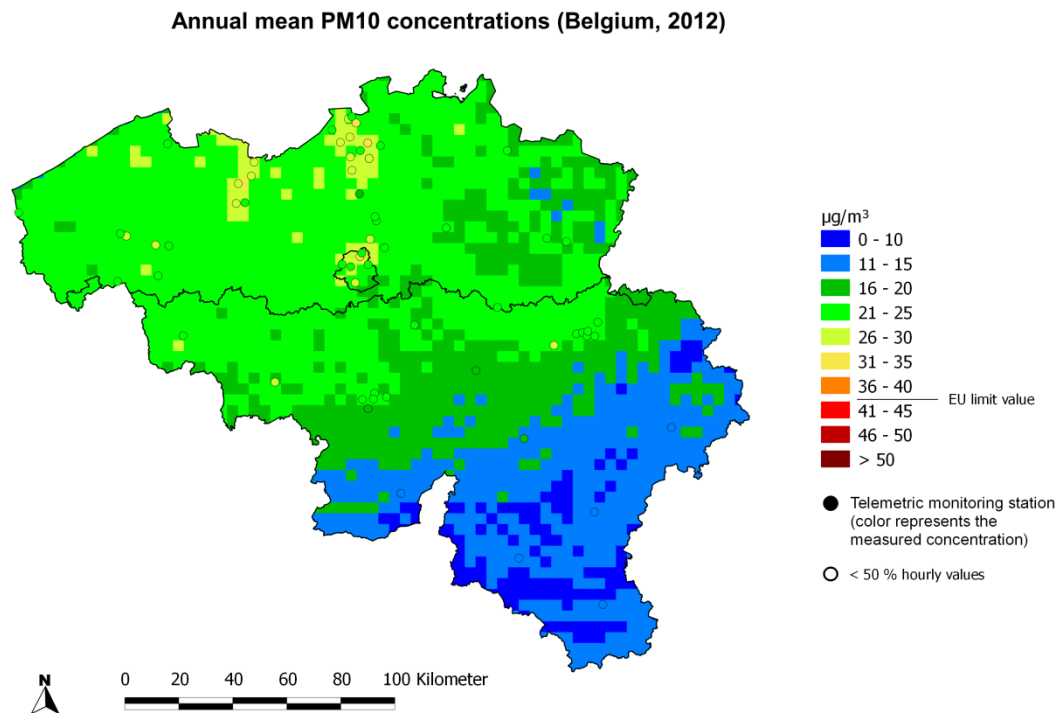 Annual mean PM10 concentrations (Belgium, 2012)
µg/m³
0 - 10
11 - 15
16 - 20
21 - 25
26 - 30
31 - 35
36 - 40
EU limit value
41 - 45
46 - 50
> 50
Telemetric monitoring station
(color represents the
measured concentration)
< 50 % hourly values
N
0 20 40 60 80 100 Kilometer